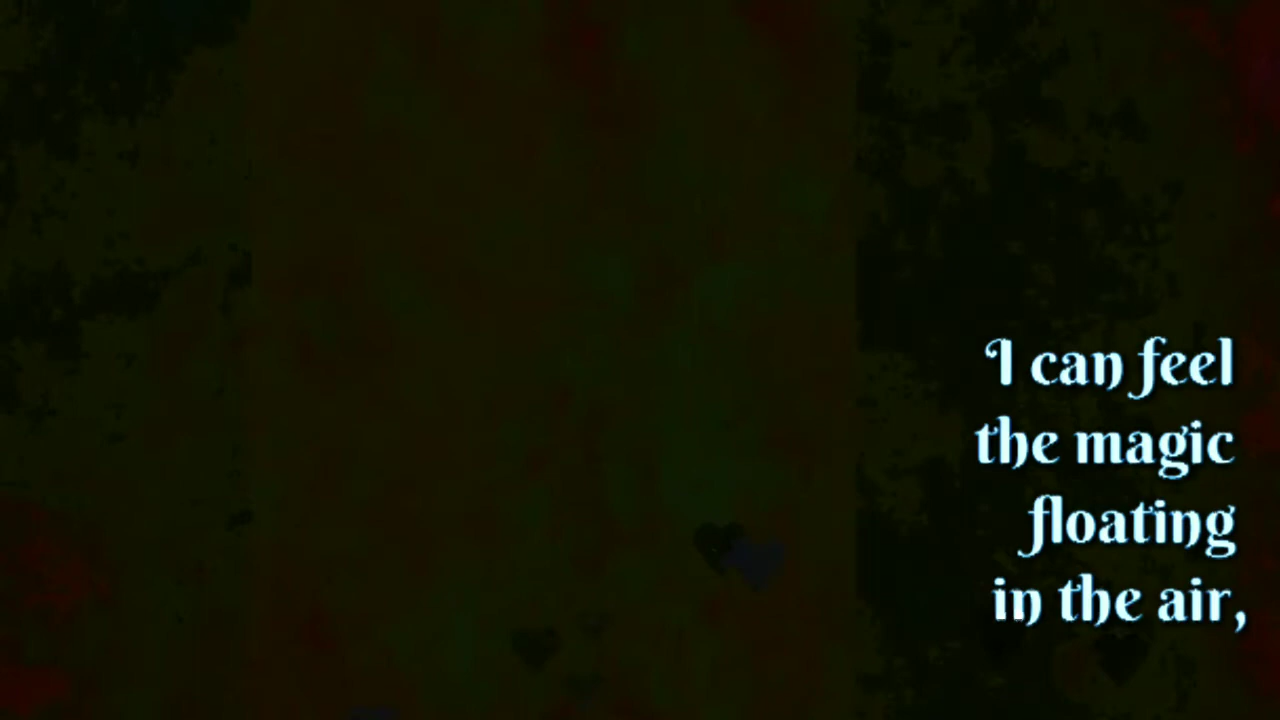 I can feel
the magic
floating
in the air,